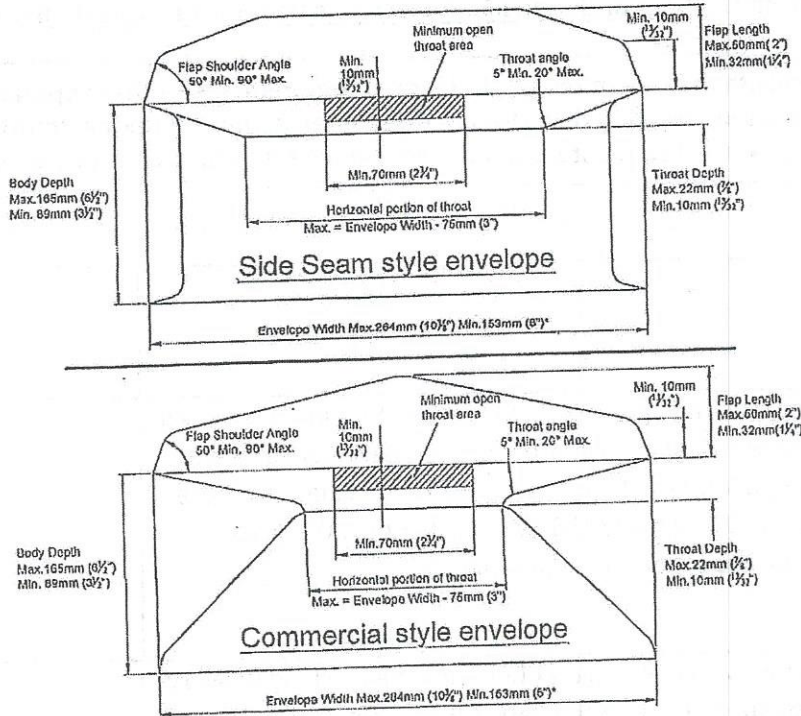 Min. 10mm
(13/32")
Flap Length
Max.50mm( 2")
Min.32mm(1¼")
Flap Shoulder Angle
50° Min. 90° Max.
Min.
10mm
(13/32")
Minimum open
throat area
Throat angle
5° Min. 20° Max.
Body Depth
Max.165mm (6½")
Min. 89mm (3½")
Min.70mm (2¾")
Throat Depth
Max.22mm (⅞")
Min.10mm (13/32")
Horizontal portion of throat
Max. = Envelope Width - 75mm (3")
Side Seam style envelope
Envelope Width Max.264mm (10⅜") Min.153mm (6")*
Min. 10mm
(13/32")
Flap Length
Max.50mm( 2")
Min.32mm(1¼")
Flap Shoulder Angle
50° Min. 90° Max.
Min.
10mm
(13/32")
Minimum open
throat area
Throat angle
5° Min. 20° Max.
Body Depth
Max.165mm (6½")
Min. 89mm (3½")
Min.70mm (2¾")
Throat Depth
Max.22mm (⅞")
Min.10mm (13/32")
Horizontal portion of throat
Max. = Envelope Width - 75mm (3")
Commercial style envelope
Envelope Width Max.264mm (10⅜") Min.153mm (6")*